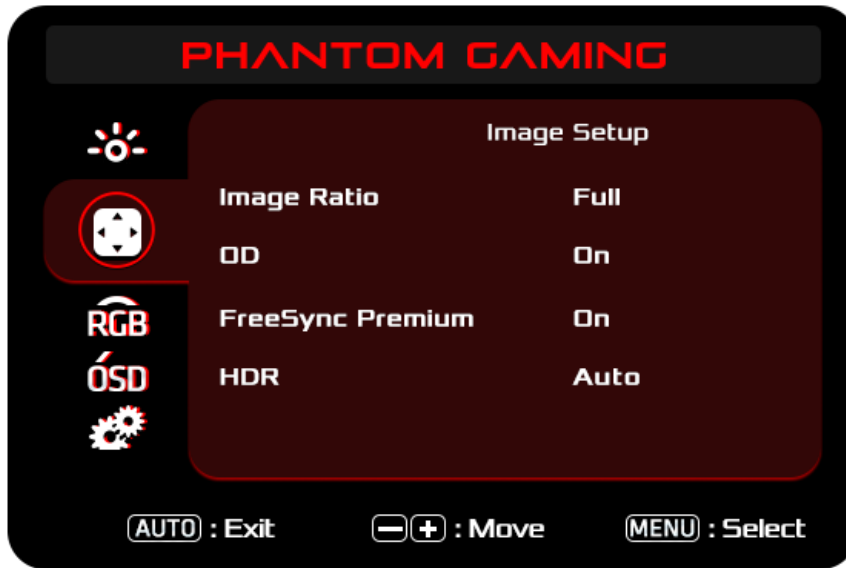 PHANTOM GAMING
Image Setup
Image Ratio Full
OD On
RGB
FreeSync Premium On
OSD
HDR Auto
AUTO : Exit - + : Move MENU : Select